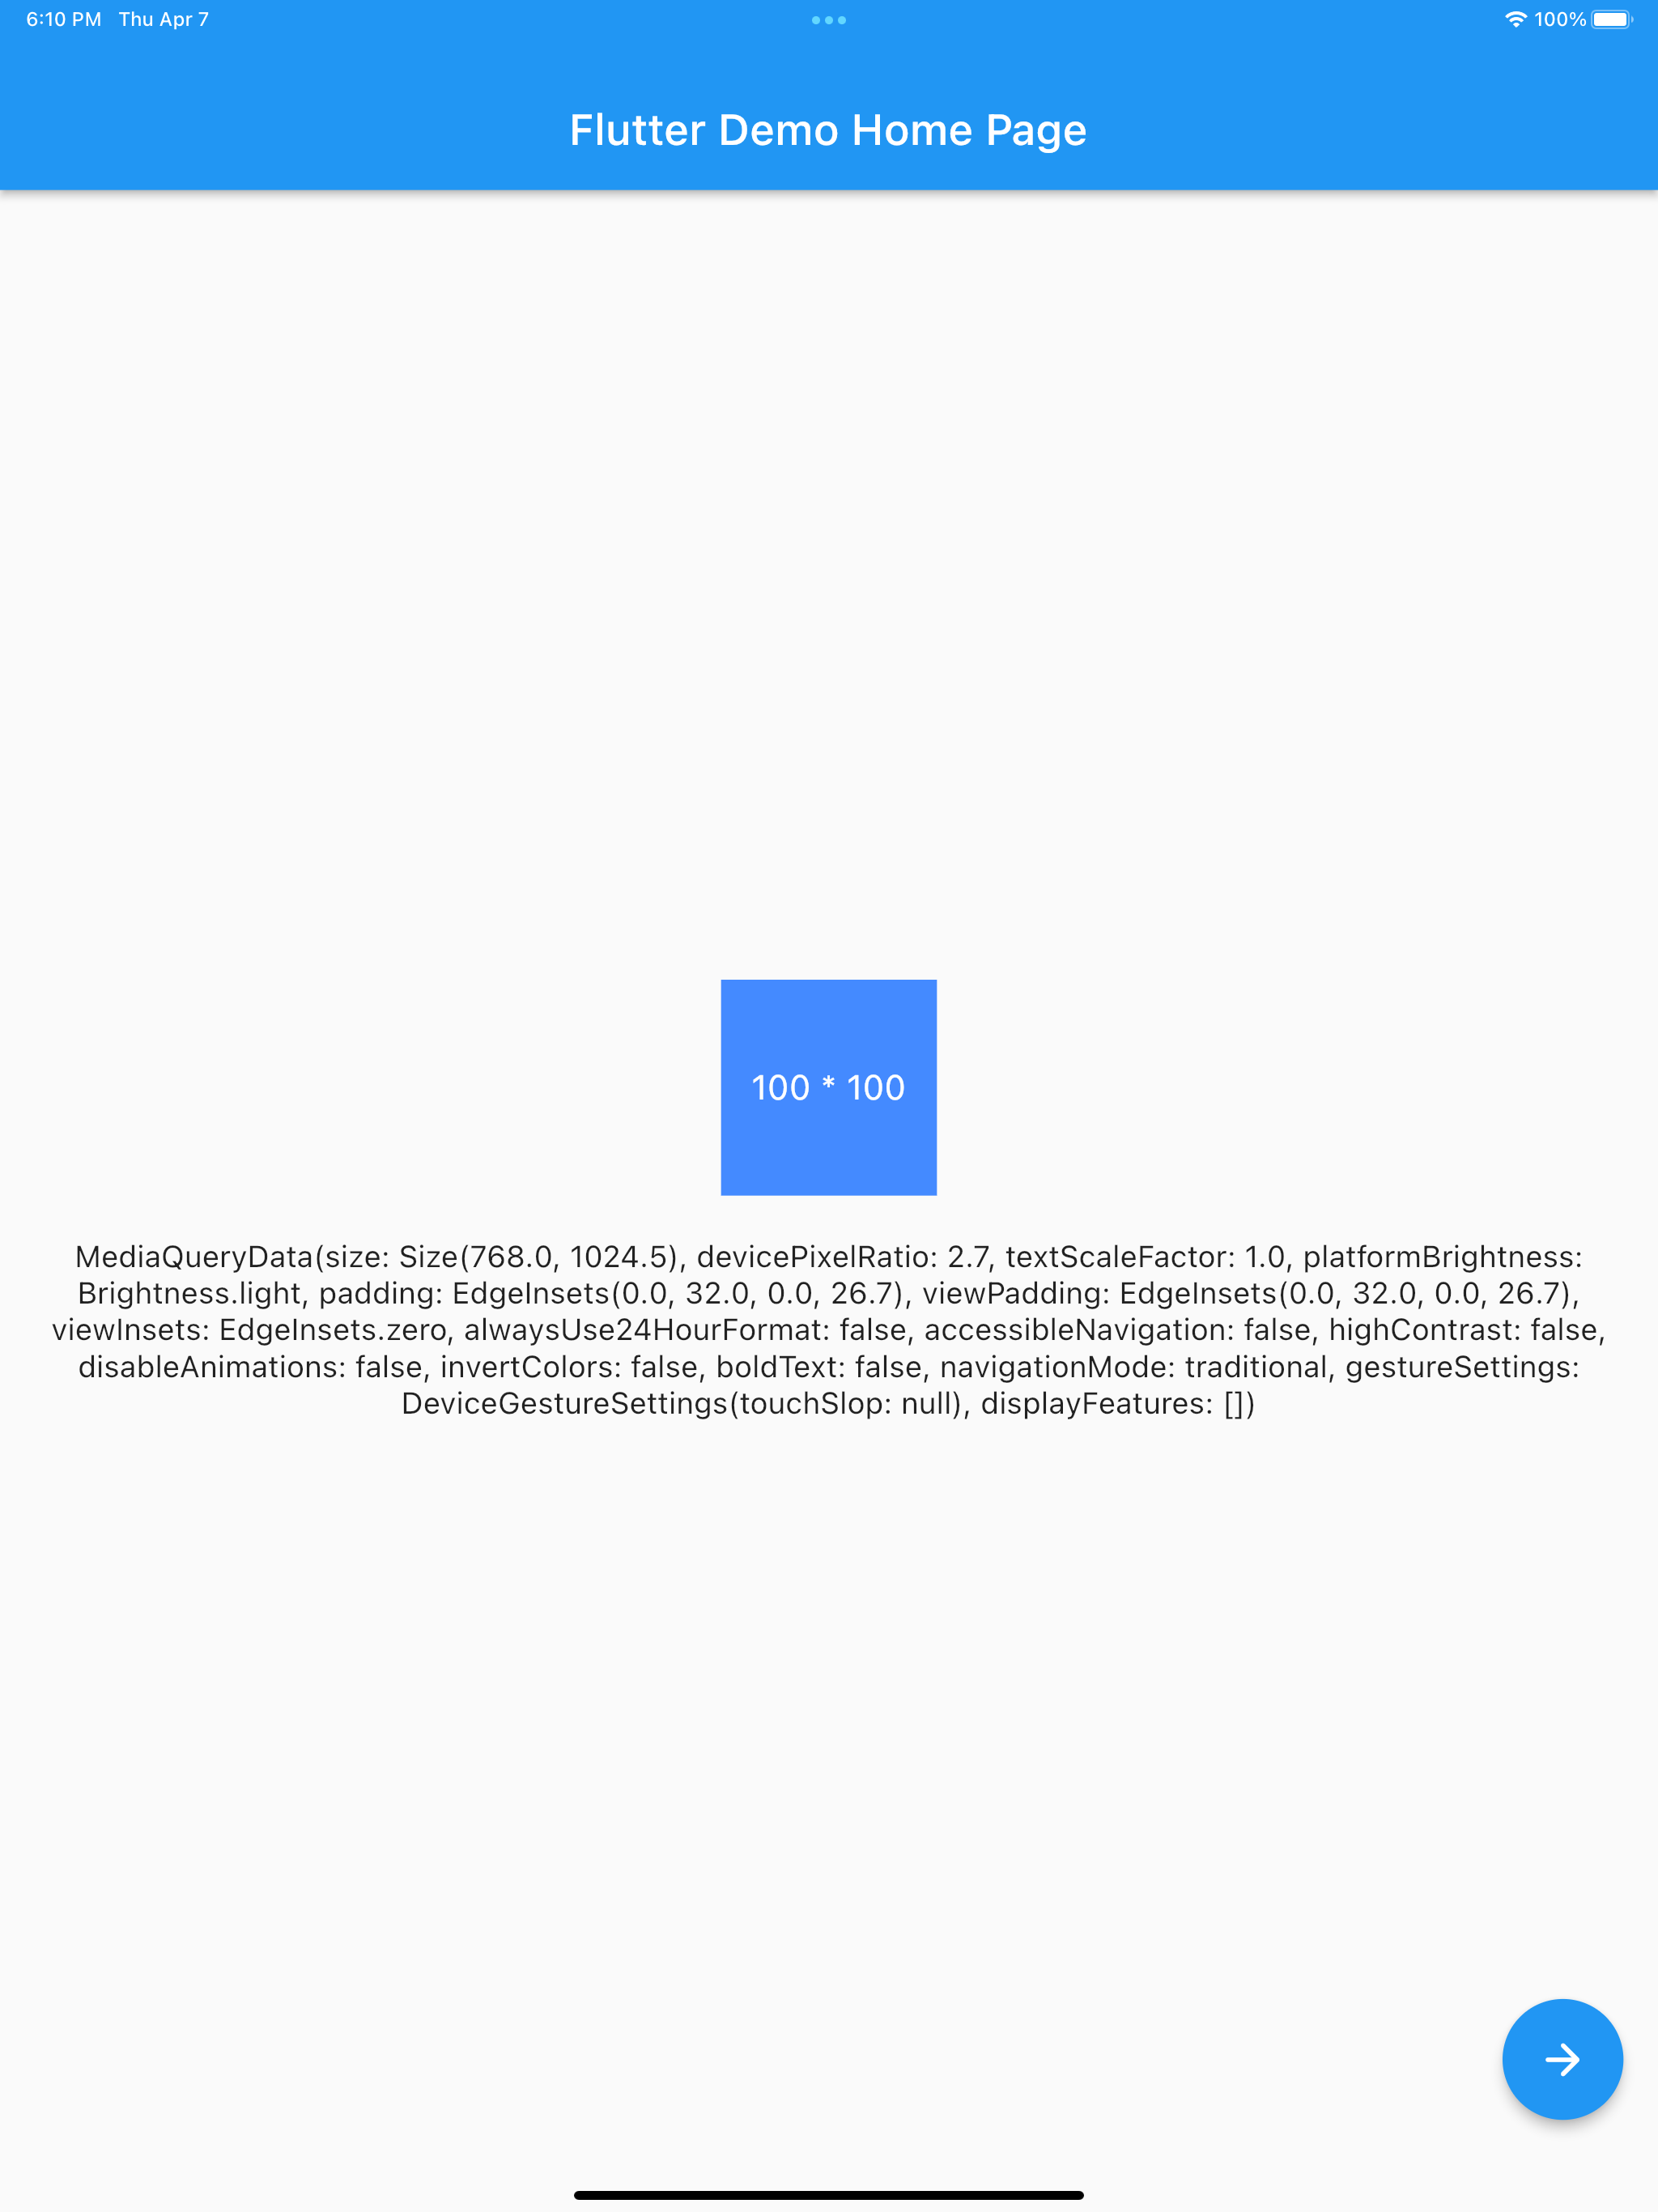 6:10 PM Thu Apr 7
100%
Flutter Demo Home Page
100 * 100
MediaQueryData(size: Size(768.0, 1024.5), devicePixelRatio: 2.7, textScaleFactor: 1.0, platformBrightness:
Brightness.light, padding: EdgeInsets(0.0, 32.0, 0.0, 26.7), viewPadding: EdgeInsets(0.0, 32.0, 0.0, 26.7),
viewInsets: EdgeInsets.zero, alwaysUse24HourFormat: false, accessibleNavigation: false, highContrast: false,
disableAnimations: false, invertColors: false, boldText: false, navigationMode: traditional, gestureSettings:
DeviceGestureSettings(touchSlop: null), displayFeatures: [])